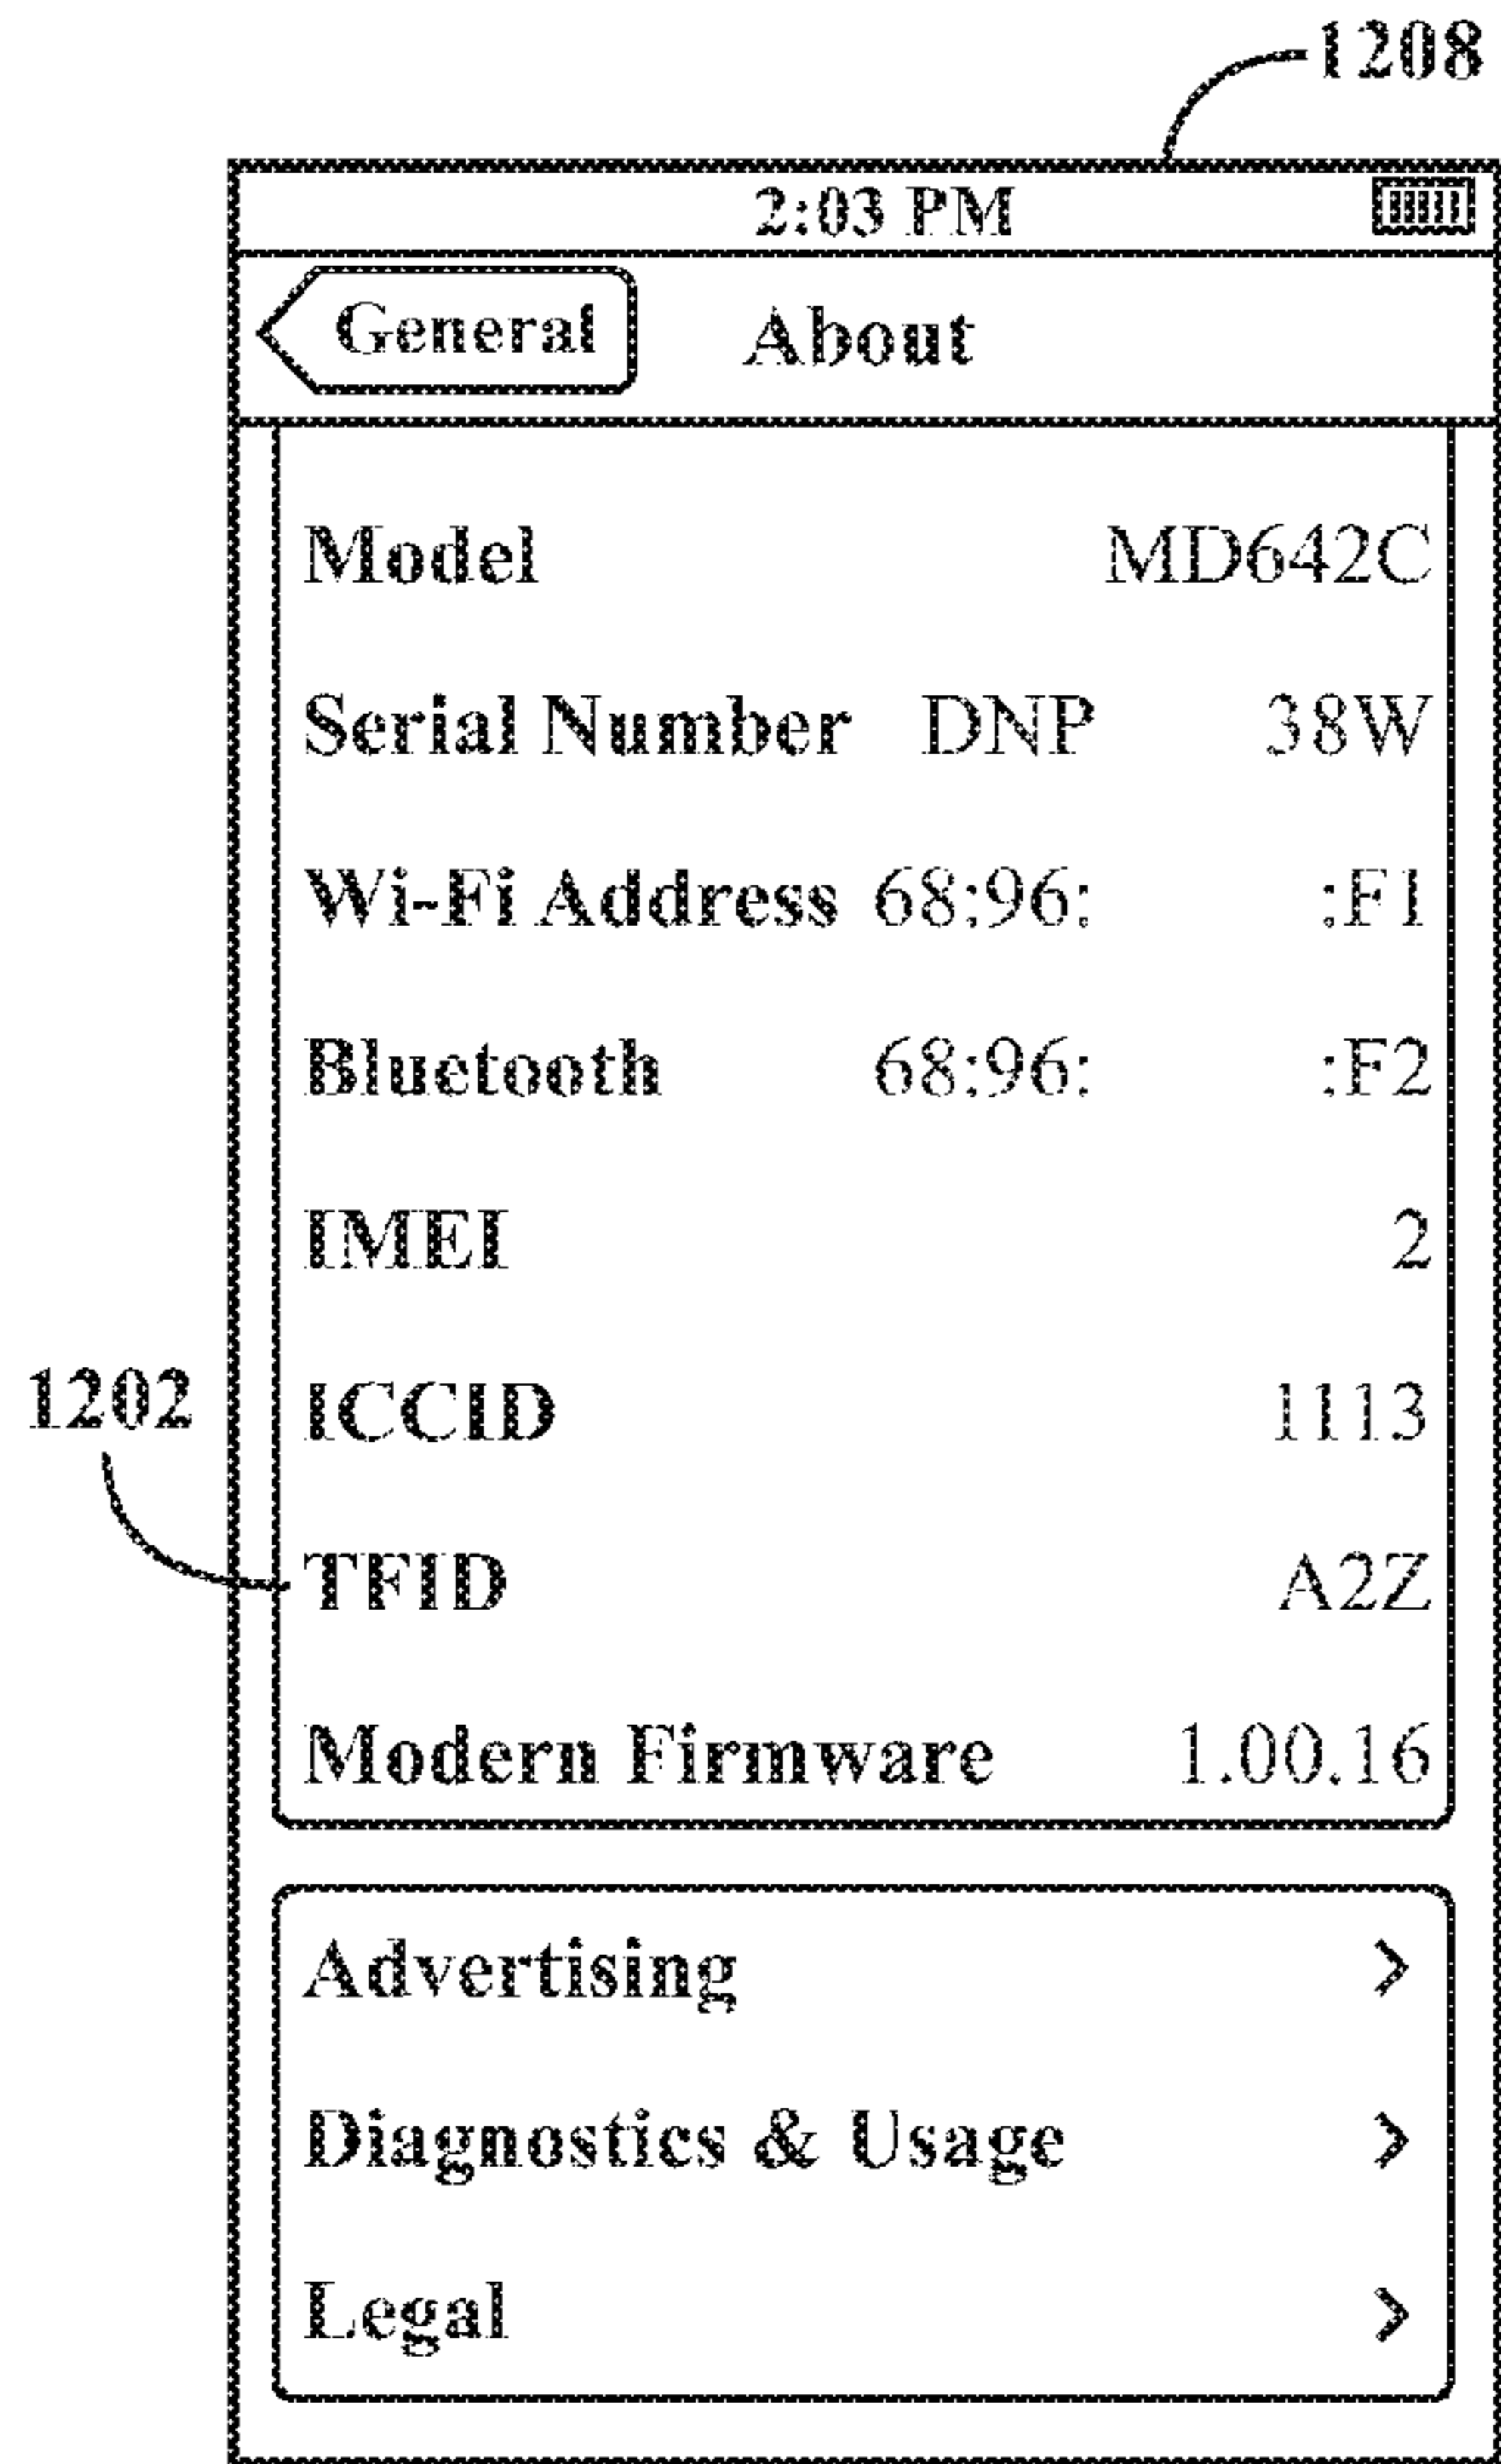 1208
2:03 PM
General About
Model MD642C
Serial Number DNP 38W
Wi-Fi Address 68:96: :F1
Bluetooth 68:96: :F2
IMEI 2
1202 ICCID 1113
TFID A2Z
Modern Firmware 1.00.16
Advertising >
Diagnostics & Usage >
Legal >